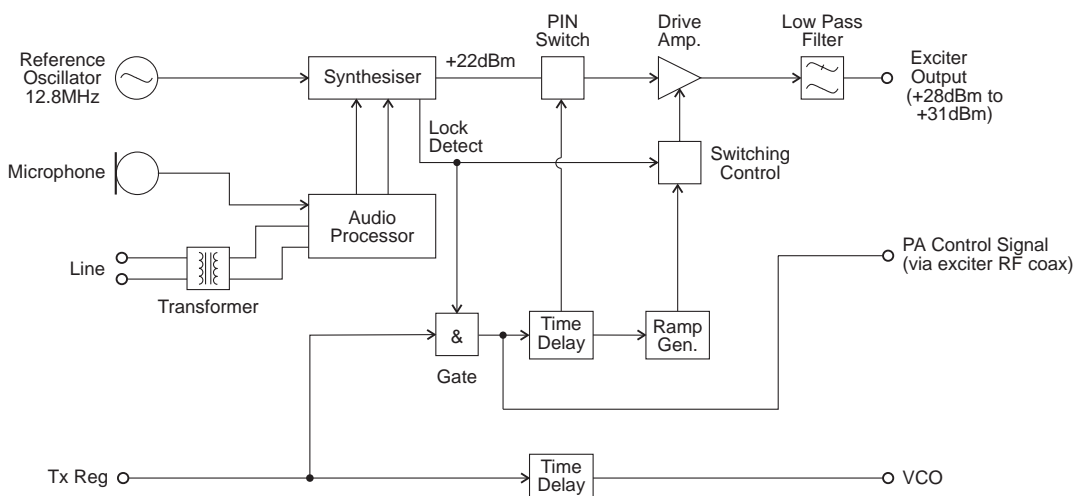 PIN
Switch
Drive
Amp.
Low Pass
Filter
Reference
Oscillator
12.8MHz
Synthesiser
+22dBm
Exciter
Output
(+28dBm to
+31dBm)
Lock
Detect
Switching
Control
Microphone
Audio
Processor
Line
Transformer
PA Control Signal
(via exciter RF coax)
&
Gate
Time
Delay
Ramp
Gen.
Tx Reg
Time
Delay
VCO